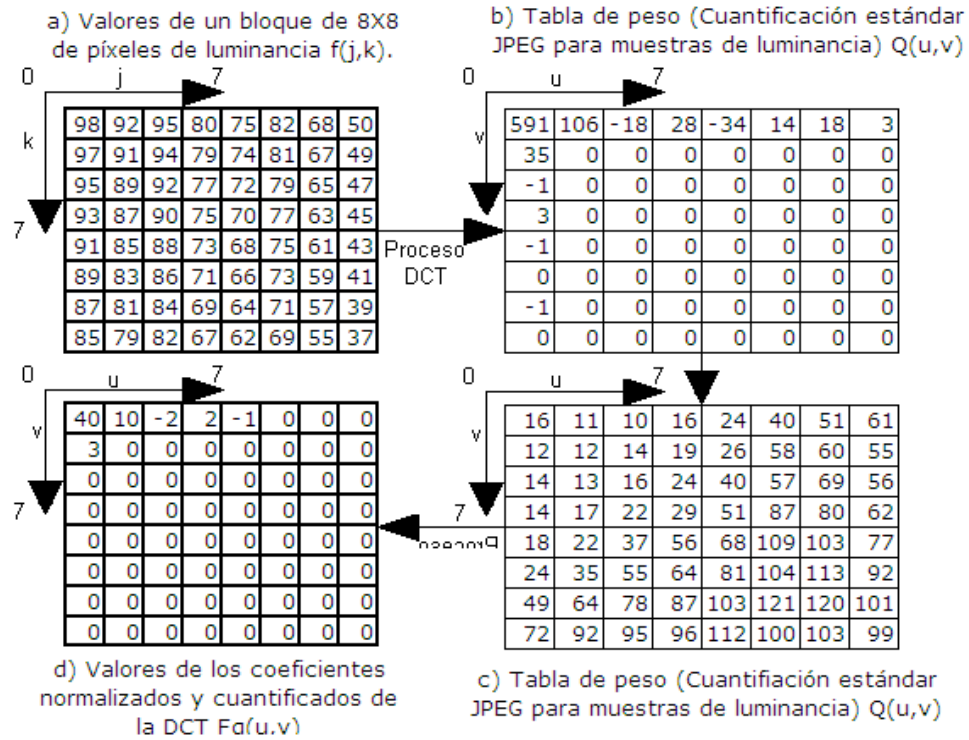 a) Valores de un bloque de 8X8
de píxeles de luminancia f(j,k).
b) Tabla de peso (Cuantificación estándar
JPEG para muestras de luminancia) Q(u,v)
0 j 7
k
7
98 92 95 80 75 82 68 50
97 91 94 79 74 81 67 49
95 89 92 77 72 79 65 47
93 87 90 75 70 77 63 45
91 85 88 73 68 75 61 43
89 83 86 71 66 73 59 41
87 81 84 69 64 71 57 39
85 79 82 67 62 69 55 37
Proceso
DCT
0 u 7
v
7
591 106 -18 28 -34 14 18 3
35 0 0 0 0 0 0 0
-1 0 0 0 0 0 0 0
3 0 0 0 0 0 0 0
-1 0 0 0 0 0 0 0
0 0 0 0 0 0 0 0
-1 0 0 0 0 0 0 0
0 0 0 0 0 0 0 0
0 u 7
v
7
40 10 -2 2 -1 0 0 0
3 0 0 0 0 0 0 0
0 0 0 0 0 0 0 0
0 0 0 0 0 0 0 0
0 0 0 0 0 0 0 0
0 0 0 0 0 0 0 0
0 0 0 0 0 0 0 0
0 0 0 0 0 0 0 0
Proceso
0 u 7
v
16 11 10 16 24 40 51 61
12 12 14 19 26 58 60 55
14 13 16 24 40 57 69 56
14 17 22 29 51 87 80 62
18 22 37 56 68 109 103 77
24 35 55 64 81 104 113 92
49 64 78 87 103 121 120 101
72 92 95 96 112 100 103 99
d) Valores de los coeficientes
normalizados y cuantificados de
la DCT Fq(u,v)
c) Tabla de peso (Cuantifiación estándar
JPEG para muestras de luminancia) Q(u,v)